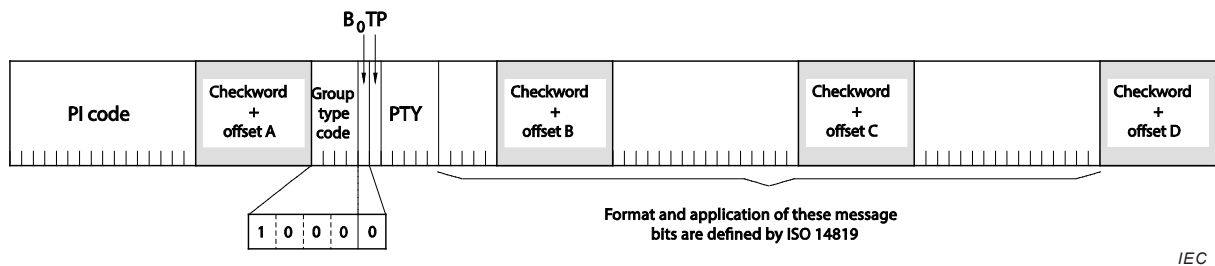 B0TP
PI code
Checkword
+
offset A
Group
type
code
PTY
Checkword
+
offset B
Checkword
+
offset C
Checkword
+
offset D
1 0 0 0 0
Format and application of these message
bits are defined by ISO 14819
IEC